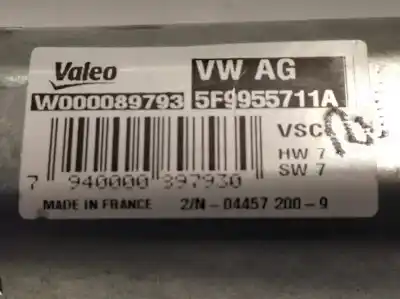 Valeo
VW AG
W000089793
5F9955711A
VSC
HW 7
SW 7
7 940000 897930
MADE IN FRANCE
2/N - 04457 200 - 9